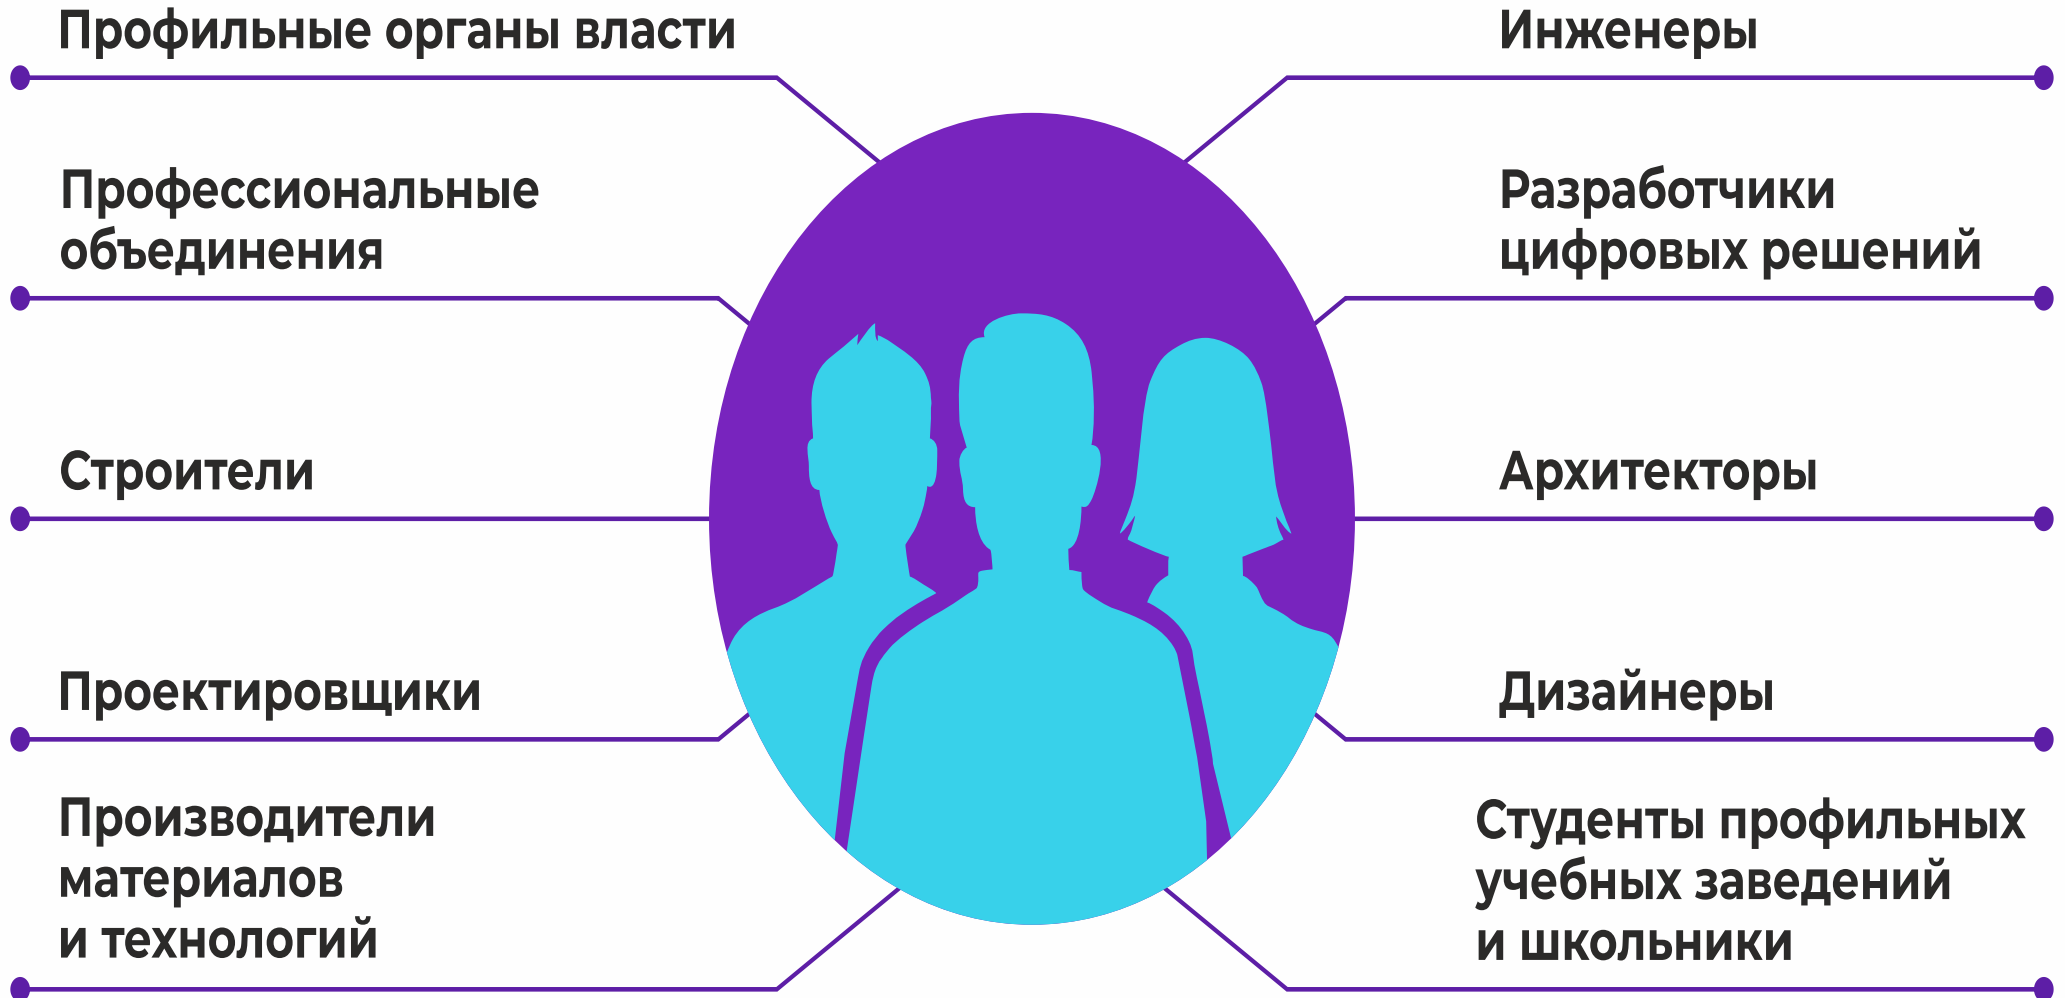 Профильные органы власти
Профессиональные
объединения
Строители
Проектировщики
Производители
материалов
и технологий
Инженеры
Разработчики
цифровых решений
Архитекторы
Дизайнеры
Студенты профильных
учебных заведений
и школьники